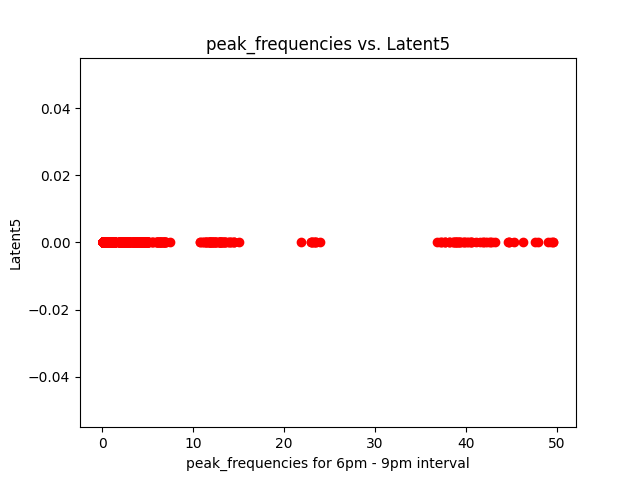 peak_frequencies vs. Latent5
0.04
0.02
0.00
−0.02
−0.04
Latent5
0 10 20 30 40 50
peak_frequencies for 6pm - 9pm interval